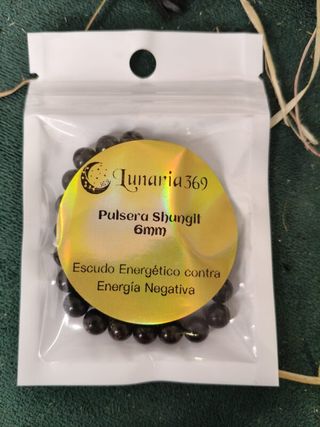 Lunaria369
Pulsera Shungit
6mm
Escudo Energético contra
Energía Negativa